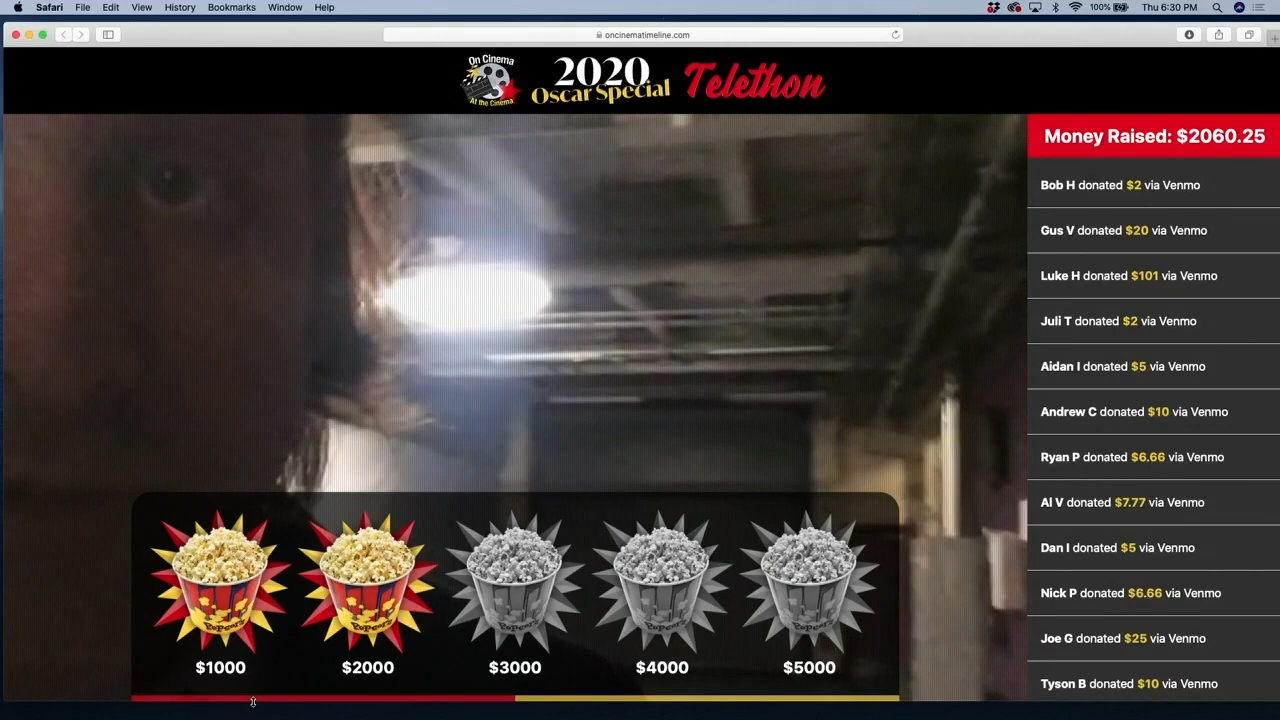 Safari File Edit View History Bookmarks Window Help 100% Thu 6:30 PM
oncinematimeline.com
On Cinema
At the Cinema
2020
Oscar Special
Telethon
Money Raised: $2060.25
Bob H donated $2 via Venmo
Gus V donated $20 via Venmo
Luke H donated $101 via Venmo
Juli T donated $2 via Venmo
Aidan I donated $5 via Venmo
Andrew C donated $10 via Venmo
Ryan P donated $6.66 via Venmo
Al V donated $7.77 via Venmo
Dan I donated $5 via Venmo
Nick P donated $6.66 via Venmo
Joe G donated $25 via Venmo
Tyson B donated $10 via Venmo
Popcorn Popcorn Popcorn Popcorn Popcorn
$1000 $2000 $3000 $4000 $5000